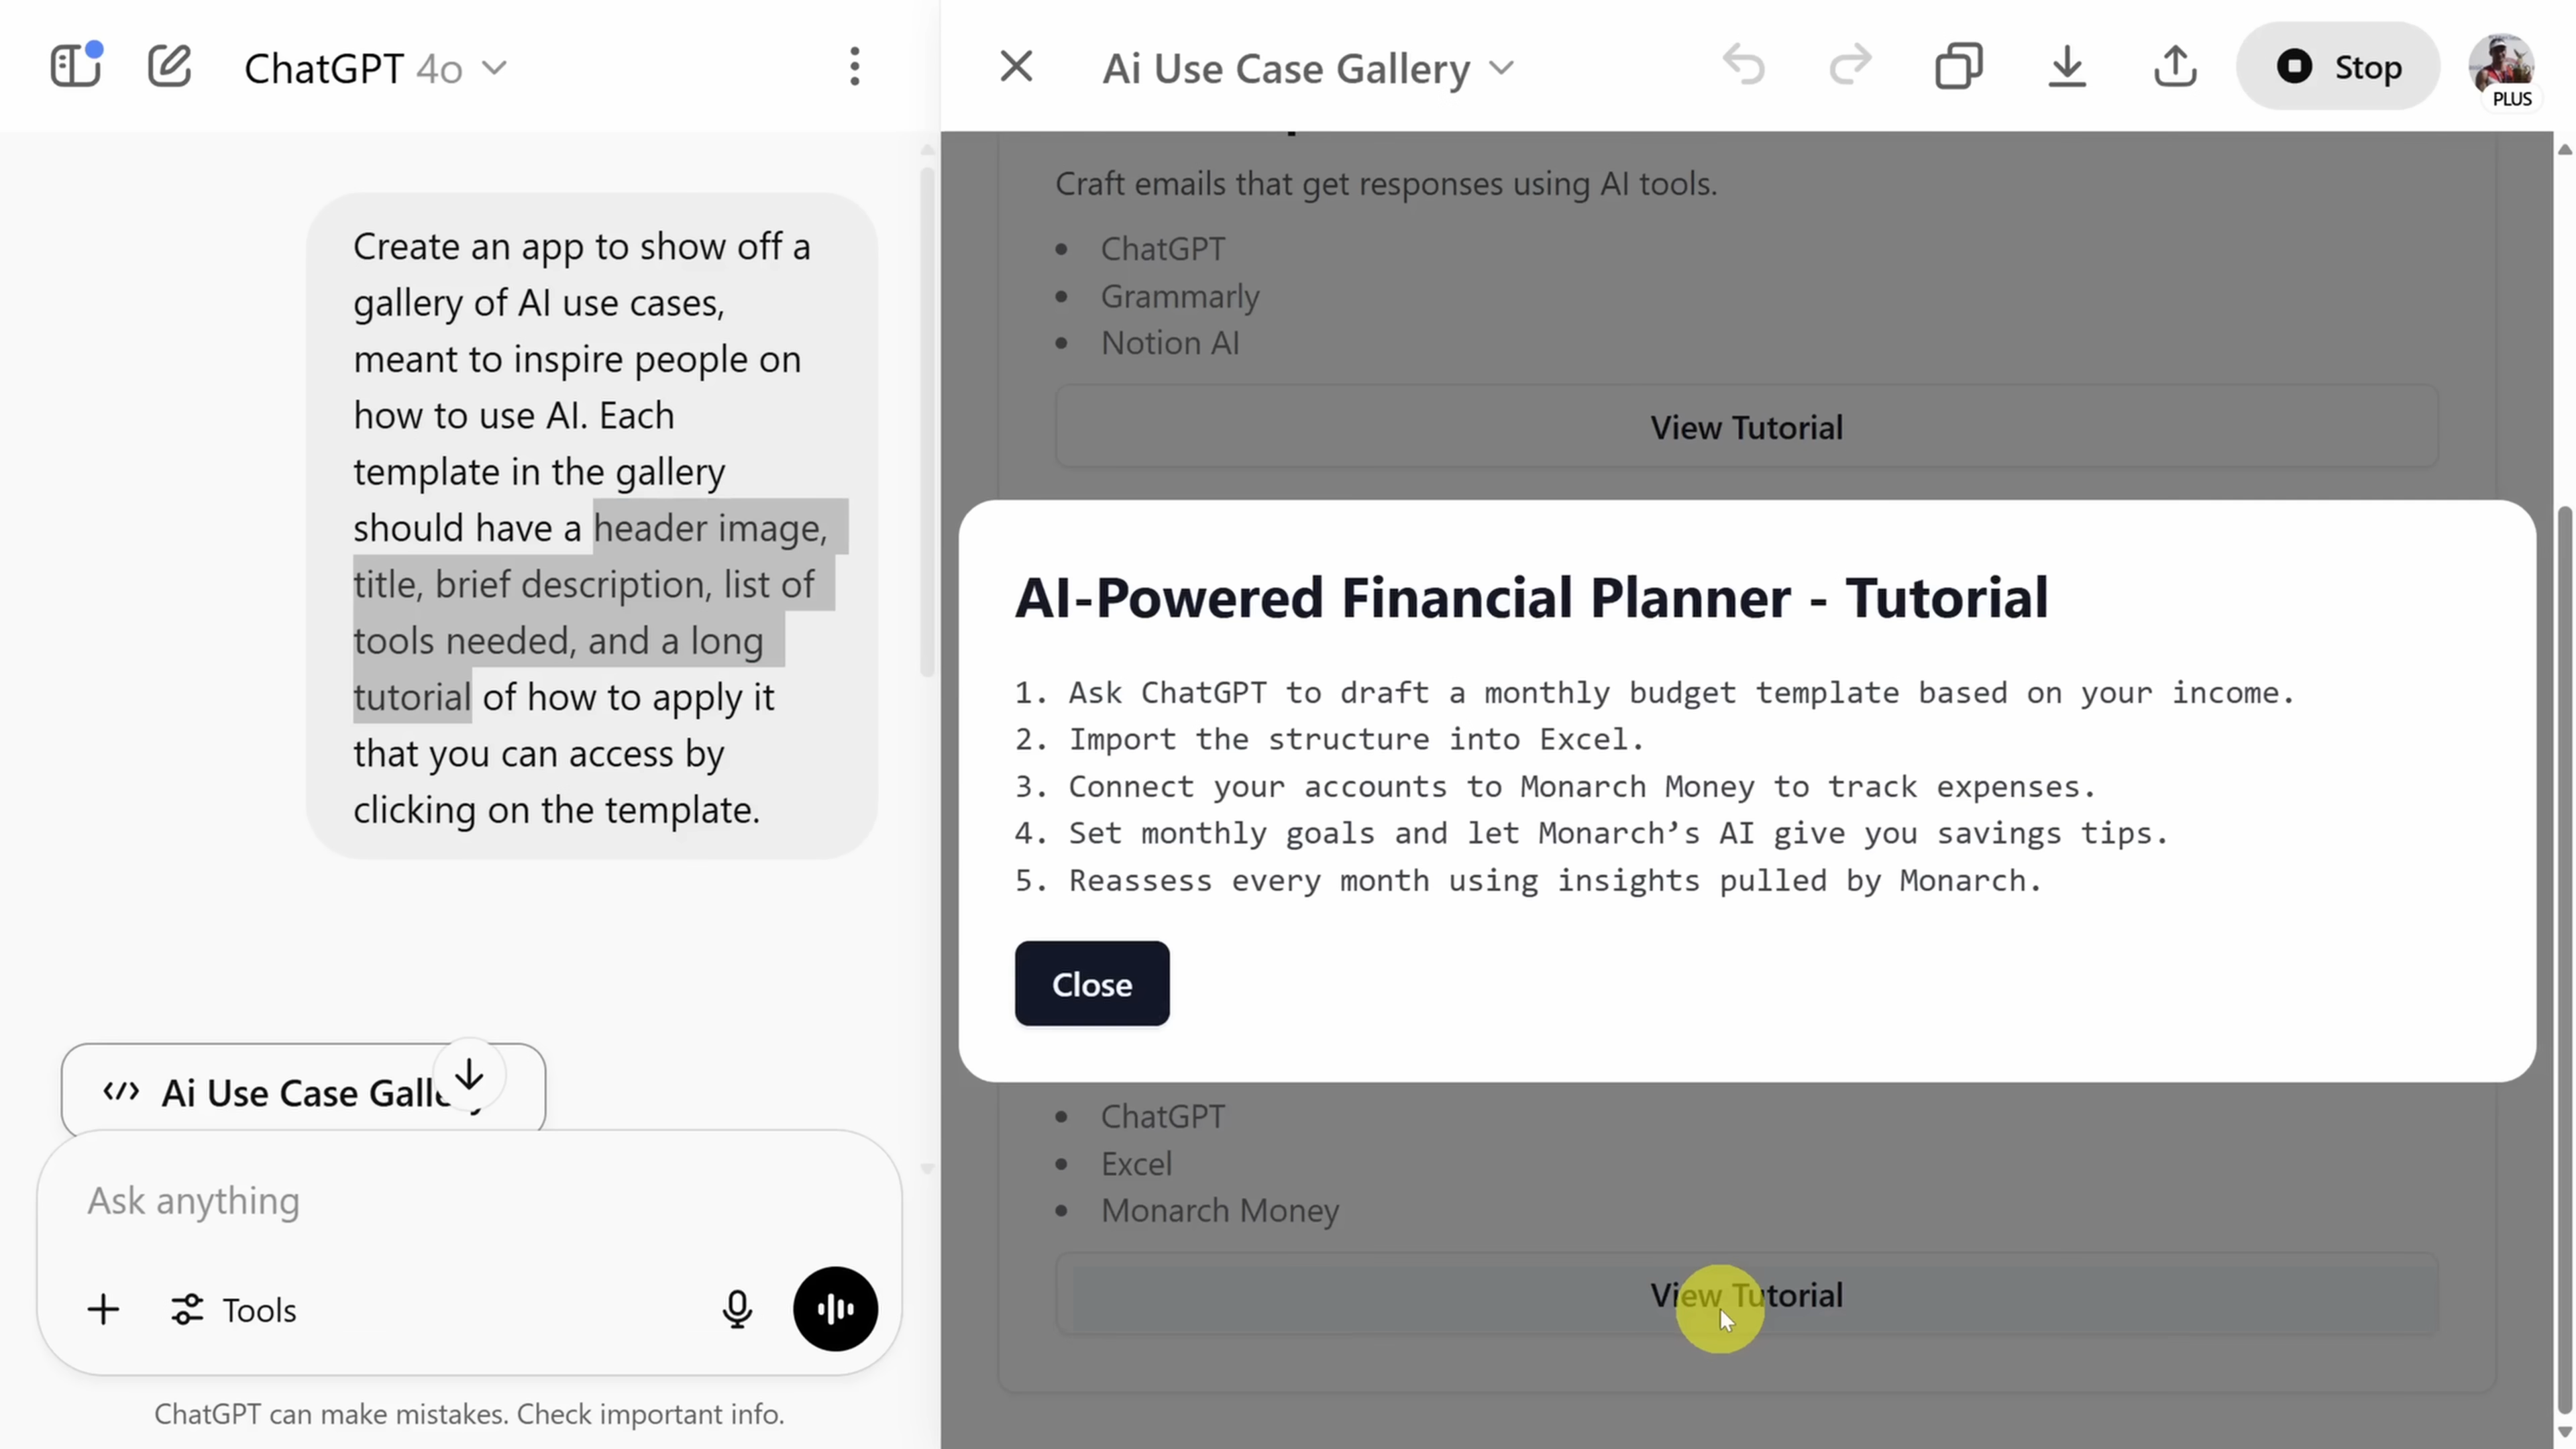 ChatGPT 4o
Create an app to show off a
gallery of AI use cases,
meant to inspire people on
how to use AI. Each
template in the gallery
should have a header image,
title, brief description, list of
tools needed, and a long
tutorial of how to apply it
that you can access by
clicking on the template.
Ai Use Case
Ask anything
Tools
ChatGPT can make mistakes. Check important info.
Ai Use Case Gallery
Stop
PLUS
Craft emails that get responses using AI tools.
• ChatGPT
• Grammarly
• Notion AI
View Tutorial
AI-Powered Financial Planner - Tutorial
1. Ask ChatGPT to draft a monthly budget template based on your income.
2. Import the structure into Excel.
3. Connect your accounts to Monarch Money to track expenses.
4. Set monthly goals and let Monarch’s AI give you savings tips.
5. Reassess every month using insights pulled by Monarch.
Close
• ChatGPT
• Excel
• Monarch Money
View Tutorial